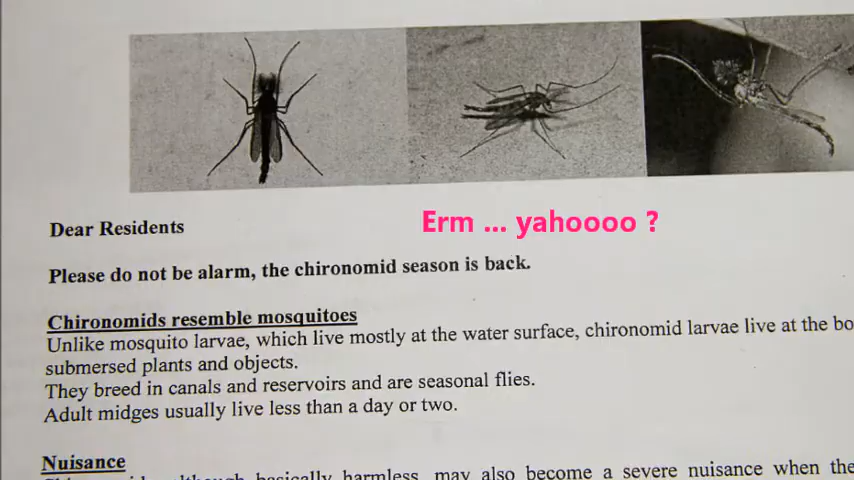 Dear Residents
Erm ... yahoooo ?
Please do not be alarm, the chironomid season is back.
Chironomids resemble mosquitoes
Unlike mosquito larvae, which live mostly at the water surface, chironomid larvae live at the bo
submersed plants and objects.
They breed in canals and reservoirs and are seasonal flies.
Adult midges usually live less than a day or two.
Nuisance
although basically harmless, may also become a severe nuisance when the